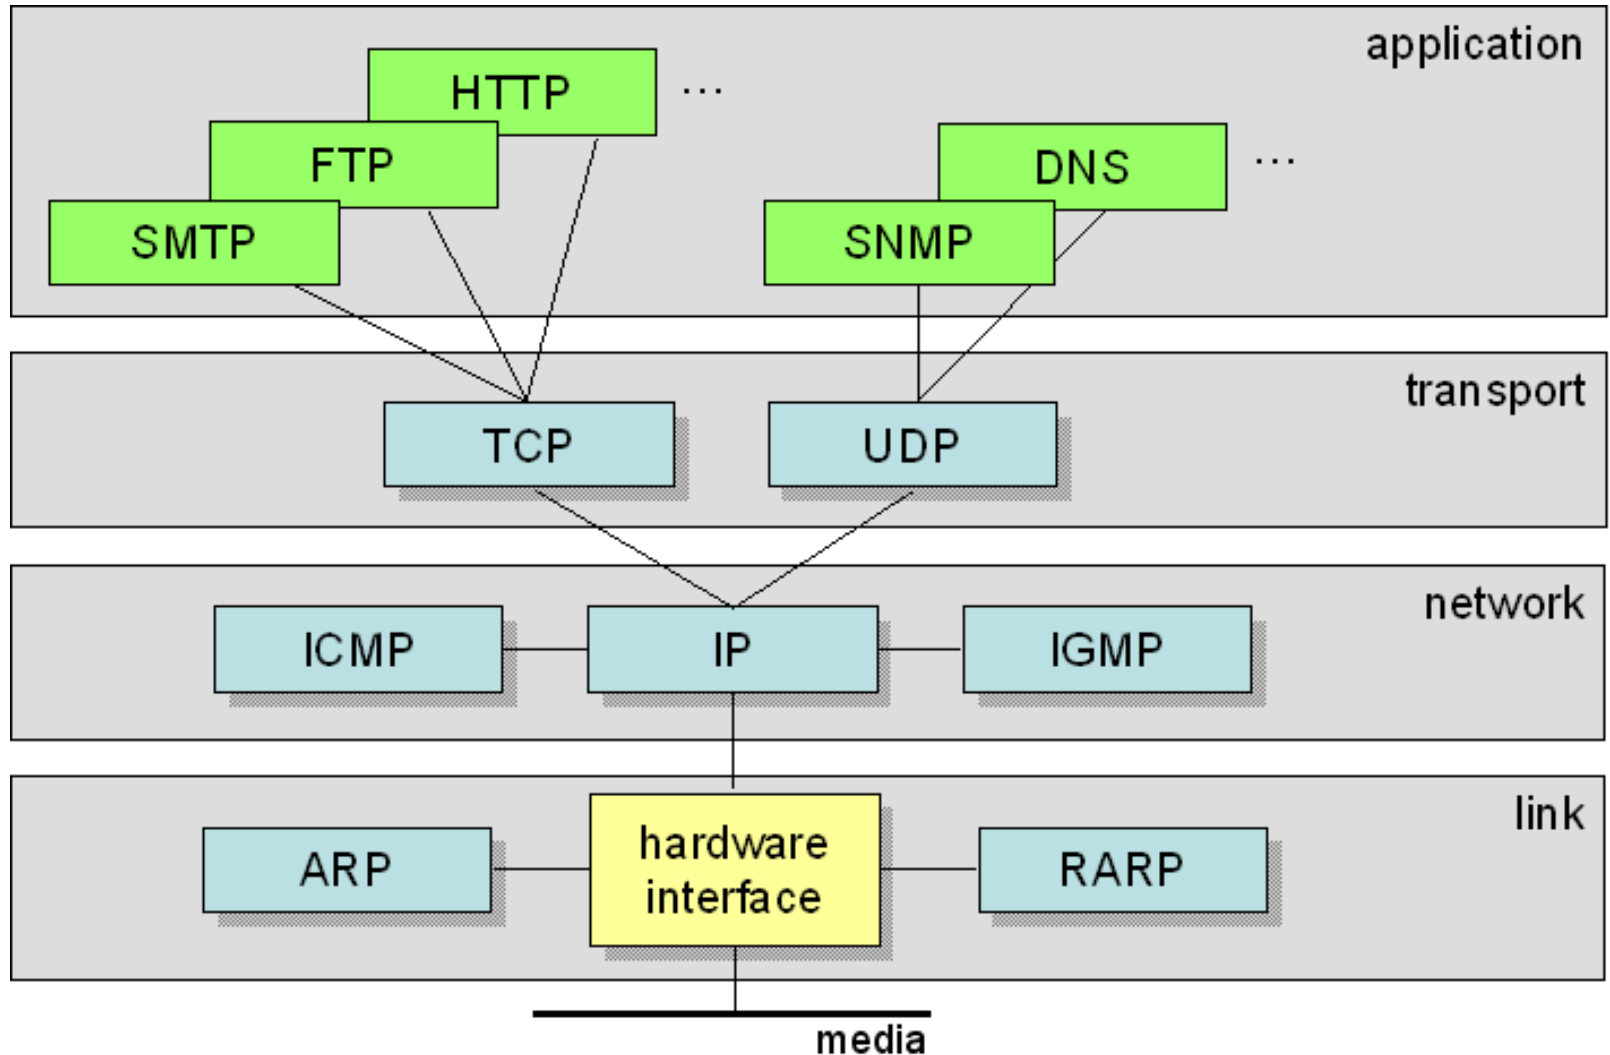 application
HTTP ...
FTP
DNS ...
SMTP
SNMP
transport
TCP
UDP
network
ICMP
IP
IGMP
link
hardware
interface
ARP
RARP
media